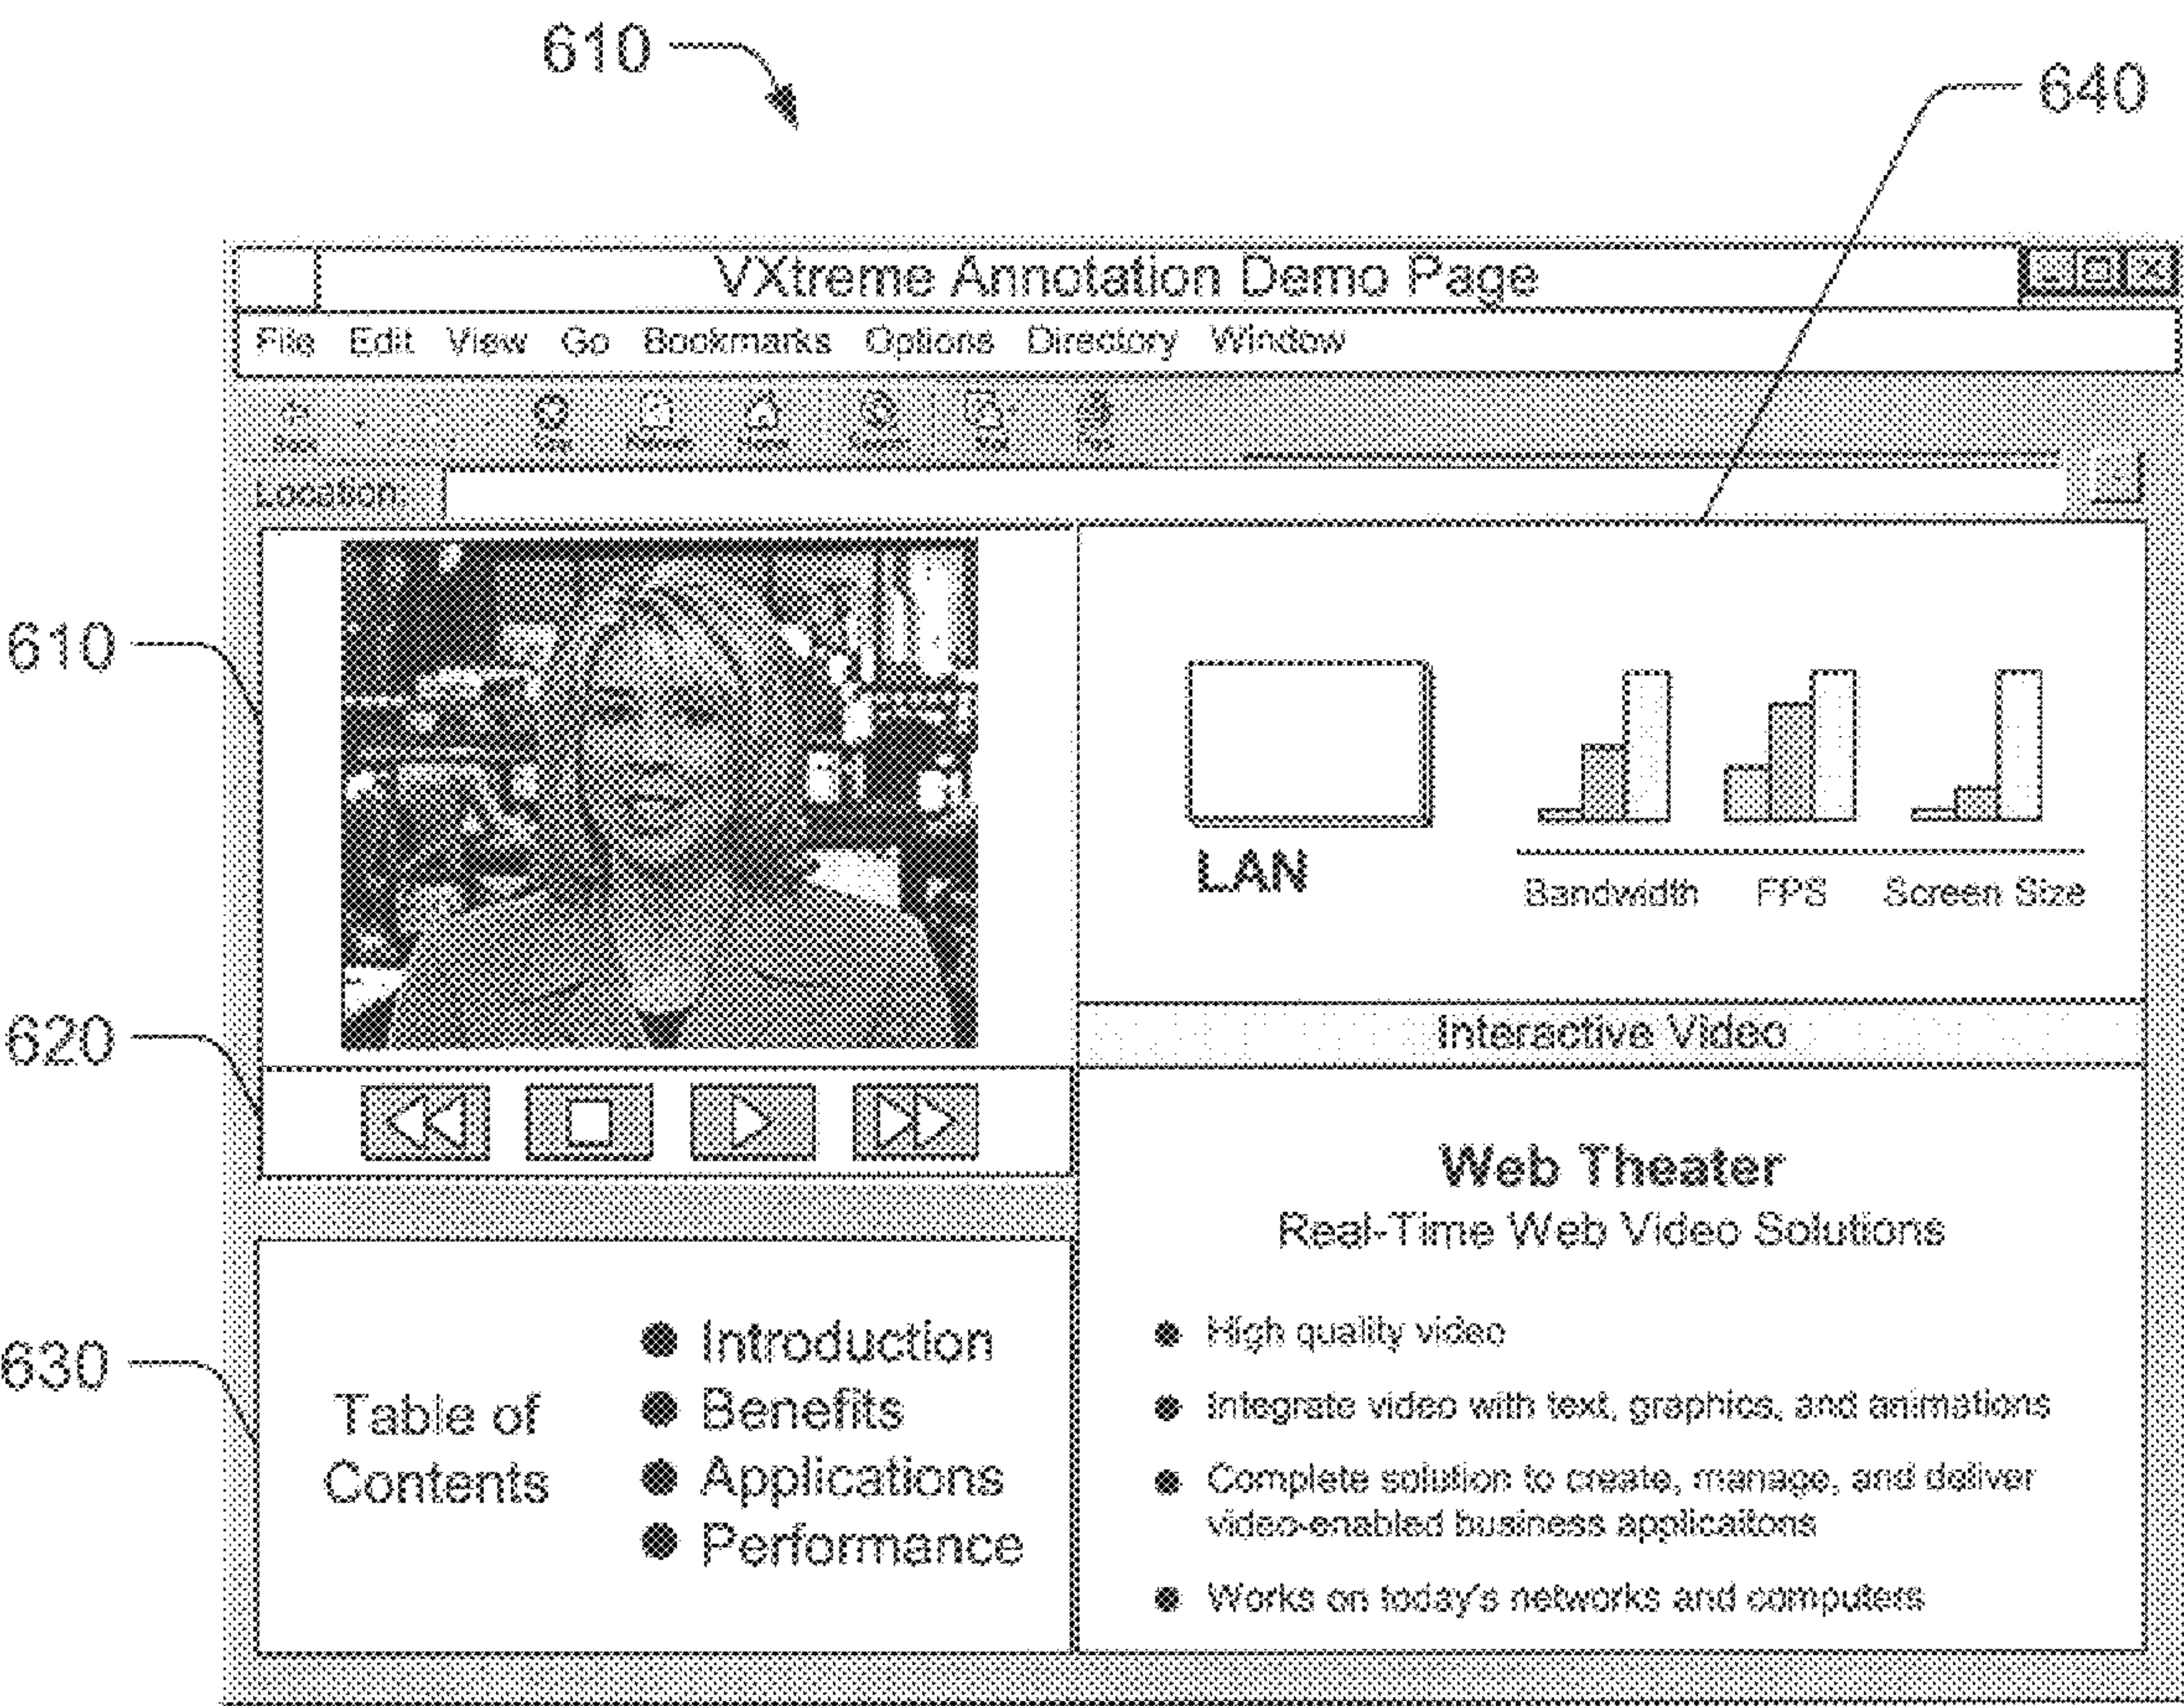 610
640
VXtreme Annotation Demo Page
File Edit View Go Bookmarks Options Directory Window
Location
610
LAN
Bandwidth FPS Screen Size
620
Interactive Video
Web Theater
Real-Time Web Video Solutions
630
Table of
Contents
Introduction
Benefits
Applications
Performance
High quality video
Integrate video with text, graphics, and animations
Complete solution to create, manage, and deliver
video-enabled business applicaitons
Works on today's networks and computers